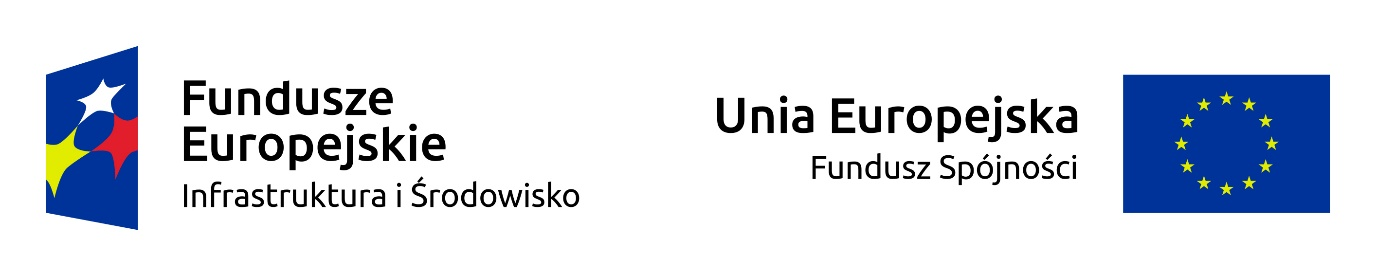 Fundusze
Europejskie
Infrastruktura i Środowisko
Unia Europejska
Fundusz Spójności